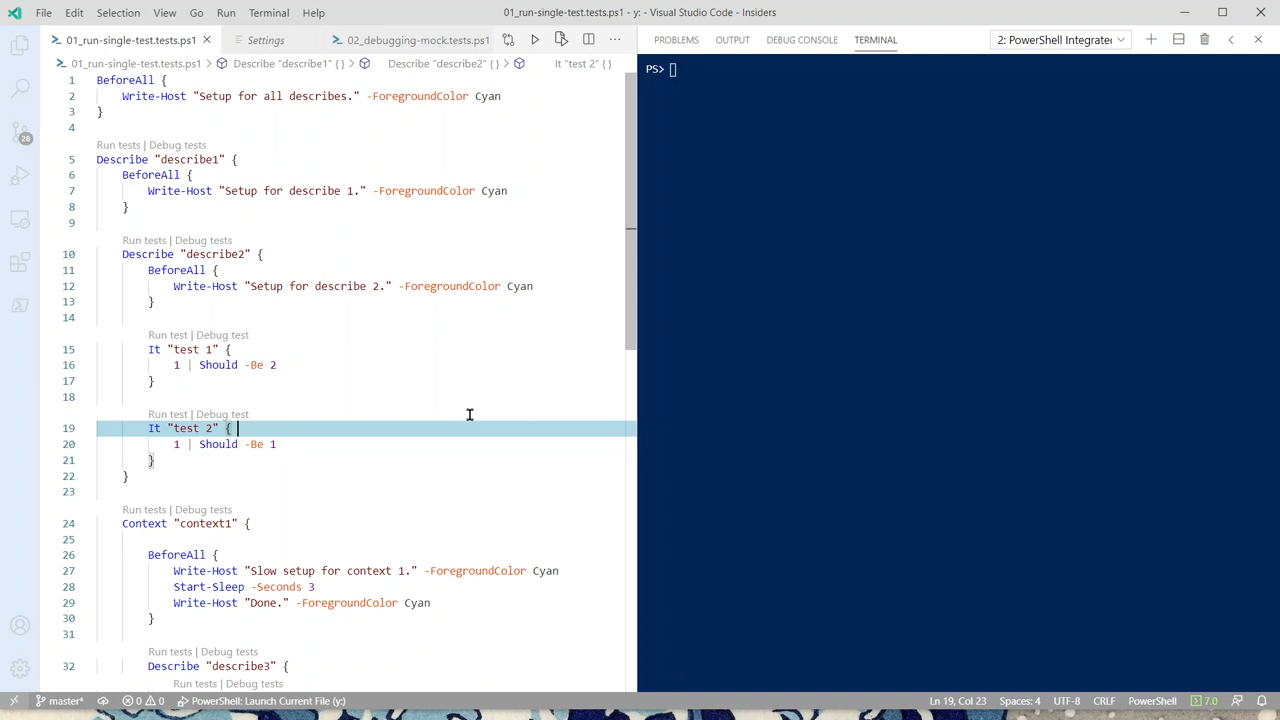 File Edit Selection View Go Run Terminal Help 01_run-single-test.tests.ps1 - y: - Visual Studio Code - Insiders
01_run-single-test.tests.ps1 Settings 02_debugging-mock.tests.ps1
PROBLEMS OUTPUT DEBUG CONSOLE TERMINAL 2: PowerShell Integrate
01_run-single-test.tests.ps1 > Describe "describe1" { } > Describe "describe2" { } > It "test 2" { }
PS>
1 BeforeAll {
2 Write-Host "Setup for all describes." -ForegroundColor Cyan
3 }
4
Run tests | Debug tests
5 Describe "describe1" {
6 BeforeAll {
7 Write-Host "Setup for describe 1." -ForegroundColor Cyan
8 }
9
Run tests | Debug tests
10 Describe "describe2" {
11 BeforeAll {
12 Write-Host "Setup for describe 2." -ForegroundColor Cyan
13 }
14
Run test | Debug test
15 It "test 1" {
16 1 | Should -Be 2
17 }
18
Run test | Debug test
19 It "test 2" {
20 1 | Should -Be 1
21 }
22 }
23
Run tests | Debug tests
24 Context "context1" {
25
26 BeforeAll {
27 Write-Host "Slow setup for context 1." -ForegroundColor Cyan
28 Start-Sleep -Seconds 3
29 Write-Host "Done." -ForegroundColor Cyan
30 }
31
Run tests | Debug tests
32 Describe "describe3" {
Run tests | Debug tests
28
master* 0 0 PowerShell: Launch Current File (y:) Ln 19, Col 23 Spaces: 4 UTF-8 CRLF PowerShell 7.0